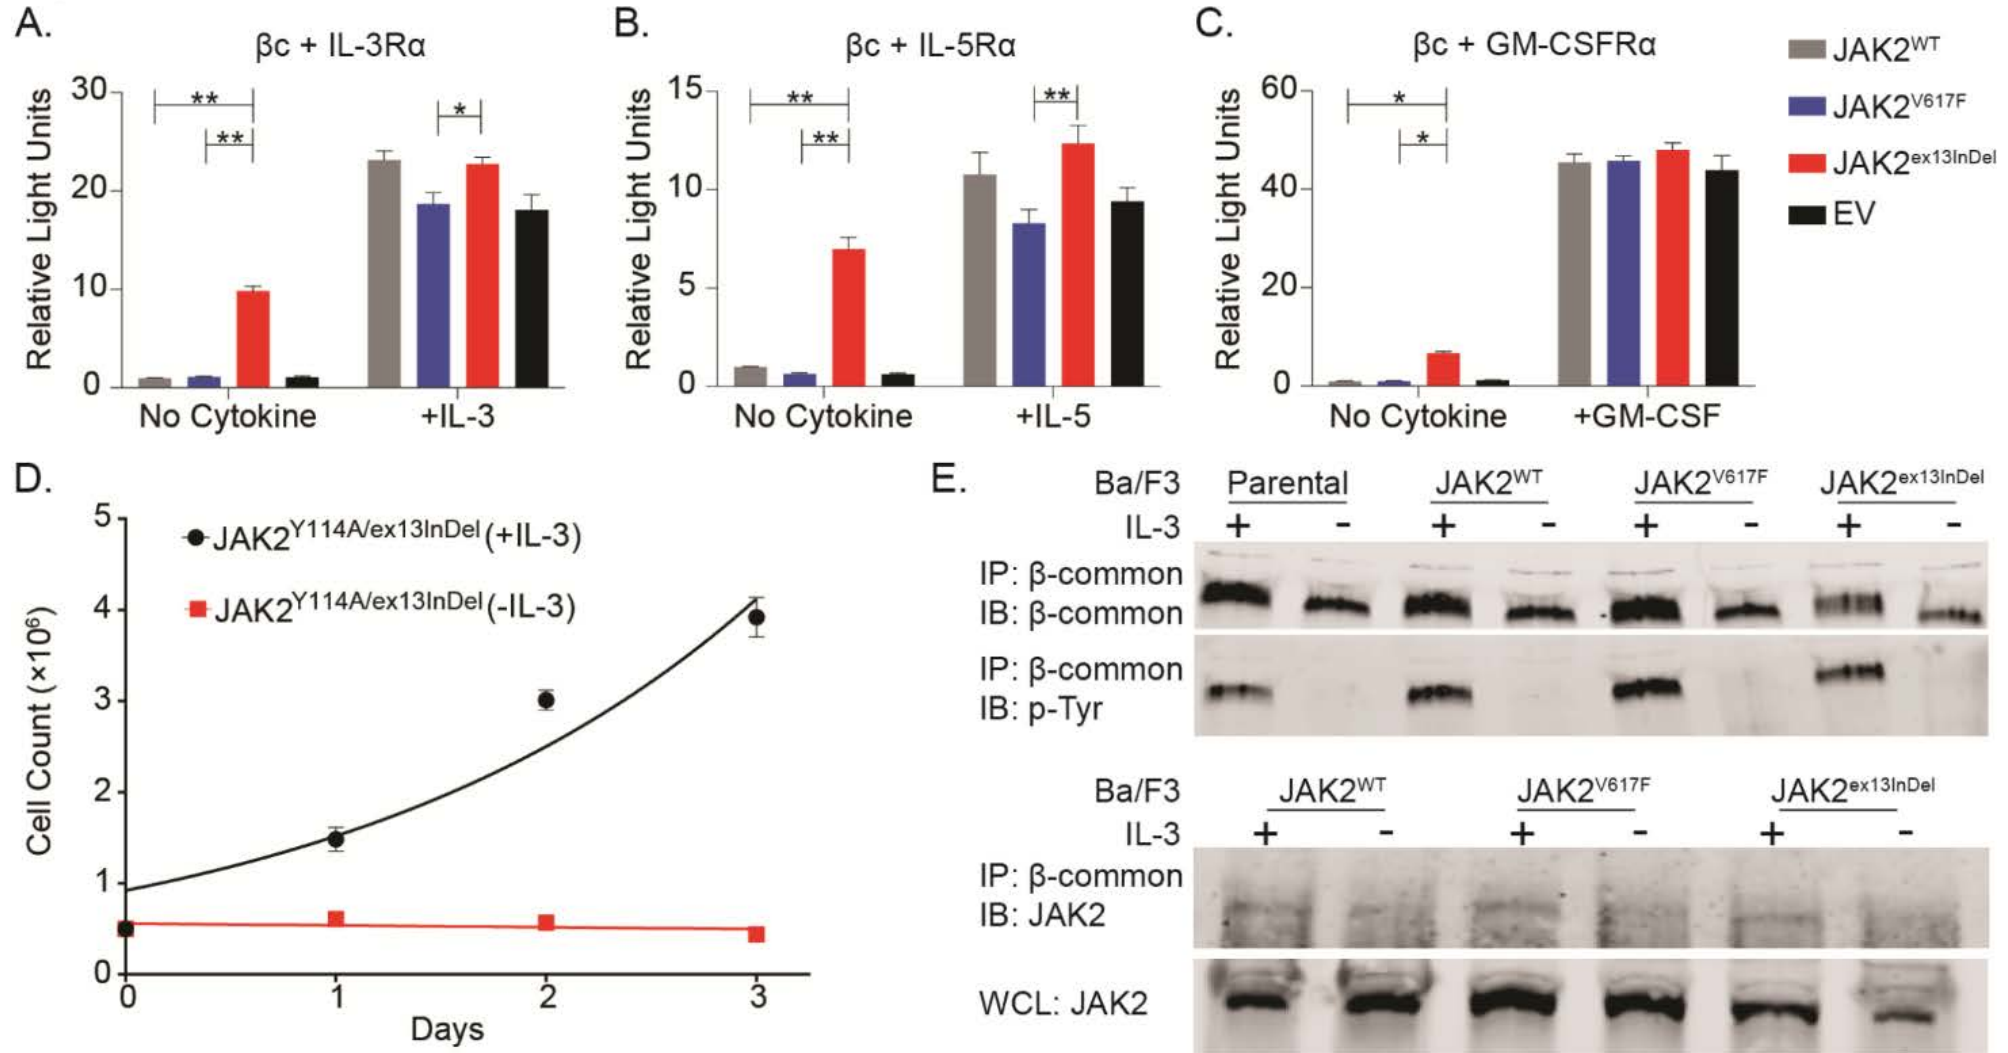 A.
βc + IL-3Rα
Relative Light Units
30
20
10
0
**
**
*
No Cytokine
+IL-3
B.
βc + IL-5Rα
Relative Light Units
15
10
5
0
**
**
**
No Cytokine
+IL-5
C.
βc + GM-CSFRα
Relative Light Units
60
40
20
0
*
*
No Cytokine
+GM-CSF
JAK2WT
JAK2V617F
JAK2ex13InDel
EV
D.
Cell Count (×10⁶)
5
4
3
2
1
0
JAK2Y114A/ex13InDel (+IL-3)
JAK2Y114A/ex13InDel (-IL-3)
0 1 2 3
Days
E.
Ba/F3 Parental JAK2WT JAK2V617F JAK2ex13InDel
IL-3 + - + - + - + -
IP: β-common
IB: β-common
IP: β-common
IB: p-Tyr
Ba/F3 JAK2WT JAK2V617F JAK2ex13InDel
IL-3 + - + - + -
IP: β-common
IB: JAK2
WCL: JAK2